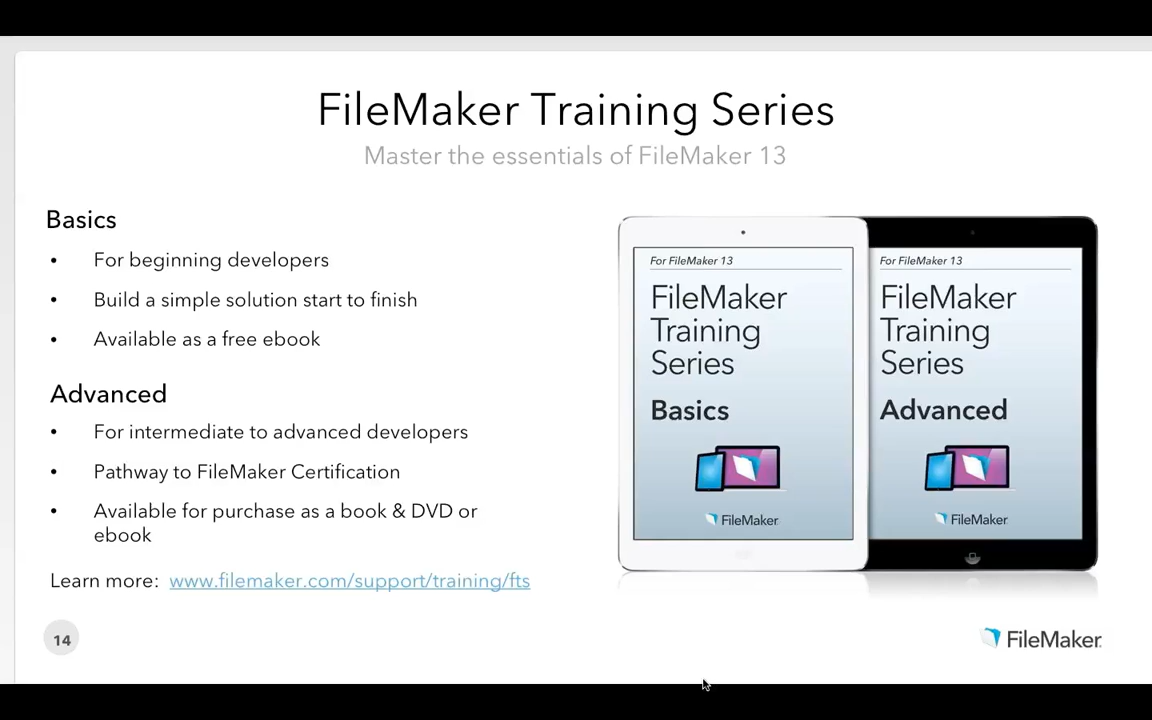 FileMaker Training Series
Master the essentials of FileMaker 13
Basics
• For beginning developers
• Build a simple solution start to finish
• Available as a free ebook
Advanced
• For intermediate to advanced developers
• Pathway to FileMaker Certification
• Available for purchase as a book & DVD or
ebook
Learn more: www.filemaker.com/support/training/fts
14
For FileMaker 13
FileMaker
Training
Series
Basics
FileMaker
For FileMaker 13
FileMaker
Training
Series
Advanced
FileMaker
FileMaker